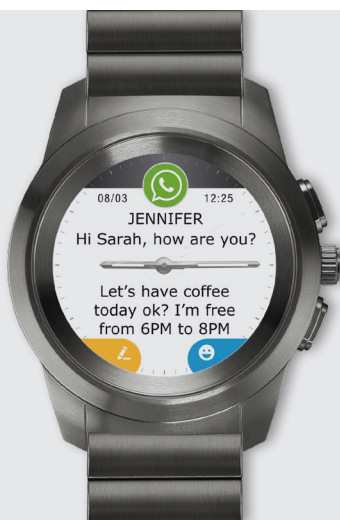 08/03 12:25
JENNIFER
Hi Sarah, how are you?
Let's have coffee
today ok? I'm free
from 6PM to 8PM